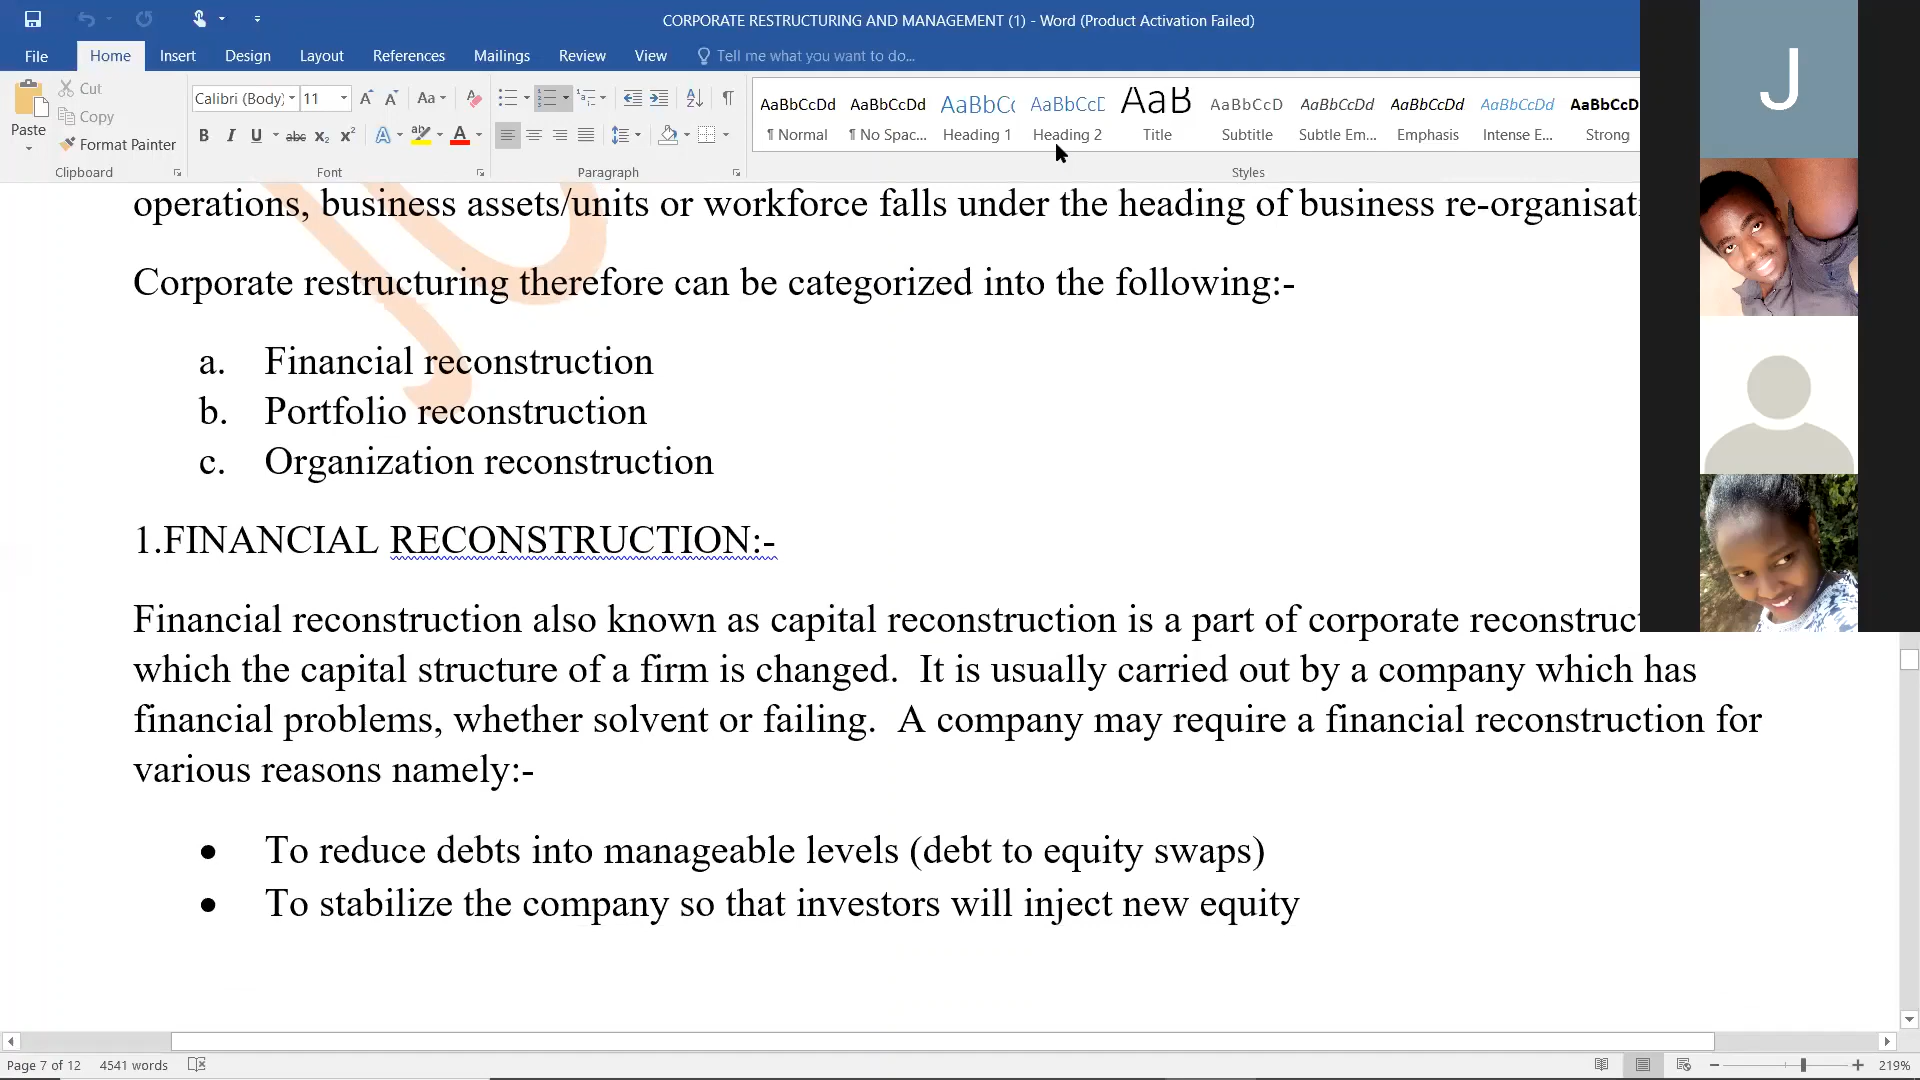 CORPORATE RESTRUCTURING AND MANAGEMENT (1) - Word (Product Activation Failed)
File Home Insert Design Layout References Mailings Review View Tell me what you want to do...
Paste
Cut
Copy
Format Painter
Clipboard
Calibri (Body) 11
Font
Paragraph
AaBbCcDd AaBbCcDd AaBbCc AaBbCcD AaB AaBbCcD AaBbCcDd AaBbCcDd AaBbCcDd AaBbCcD
¶ Normal ¶ No Spac... Heading 1 Heading 2 Title Subtitle Subtle Em... Emphasis Intense E... Strong
Styles
J
operations, business assets/units or workforce falls under the heading of business re-organisati
Corporate restructuring therefore can be categorized into the following:-
a. Financial reconstruction
b. Portfolio reconstruction
c. Organization reconstruction
1.FINANCIAL RECONSTRUCTION:-
Financial reconstruction also known as capital reconstruction is a part of corporate reconstruct
which the capital structure of a firm is changed. It is usually carried out by a company which has
financial problems, whether solvent or failing. A company may require a financial reconstruction for
various reasons namely:-
• To reduce debts into manageable levels (debt to equity swaps)
• To stabilize the company so that investors will inject new equity
Page 7 of 12 4541 words 219%